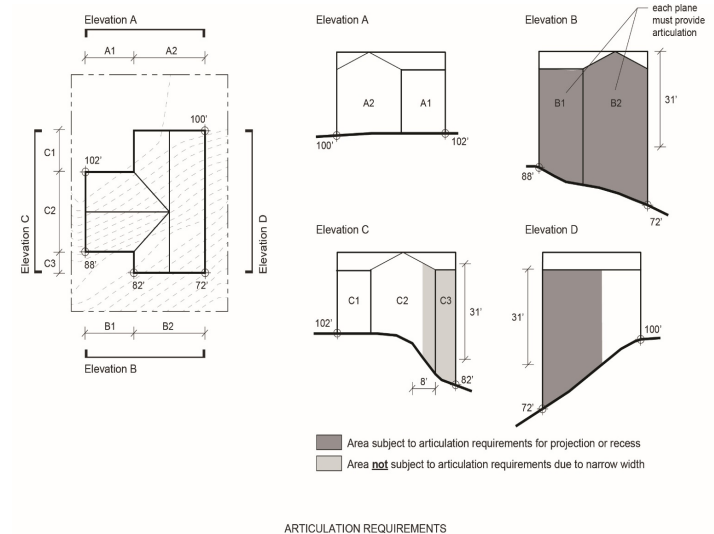 Elevation A
A1
A2
100'
C1
102'
C2
Elevation C
Elevation D
C3
88'
82'
72'
B1
B2
Elevation B
Elevation A
A2
A1
100'
102'
Elevation B
each plane
must provide
articulation
B1
B2
31'
88'
72'
Elevation C
C1
C2
C3
31'
102'
8'
82'
Elevation D
31'
100'
72'
Area subject to articulation requirements for projection or recess
Area not subject to articulation requirements due to narrow width
ARTICULATION REQUIREMENTS